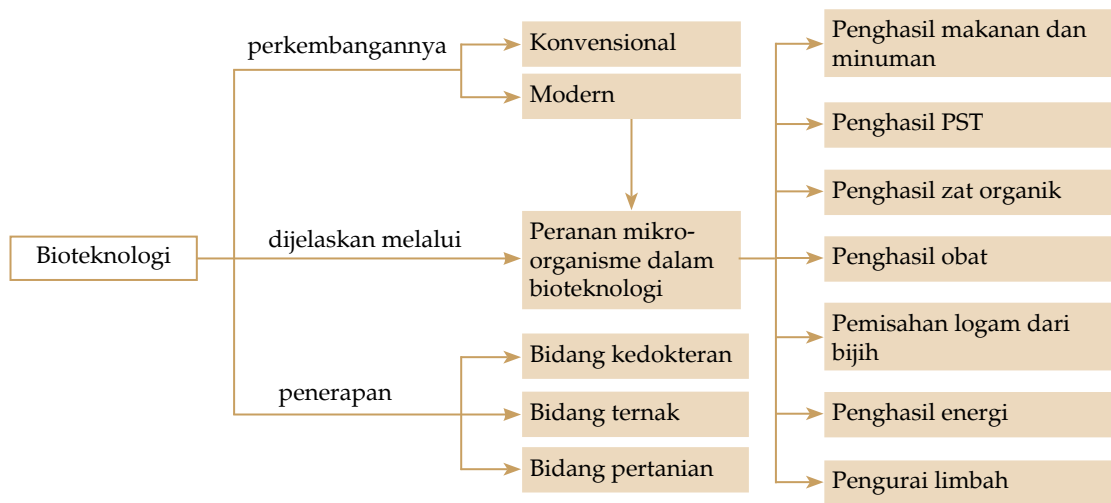 Bioteknologi
perkembangannya
Konvensional
Modern
dijelaskan melalui
Peranan mikro-
organisme dalam
bioteknologi
penerapan
Bidang kedokteran
Bidang ternak
Bidang pertanian
Penghasil makanan dan
minuman
Penghasil PST
Penghasil zat organik
Penghasil obat
Pemisahan logam dari
bijih
Penghasil energi
Pengurai limbah